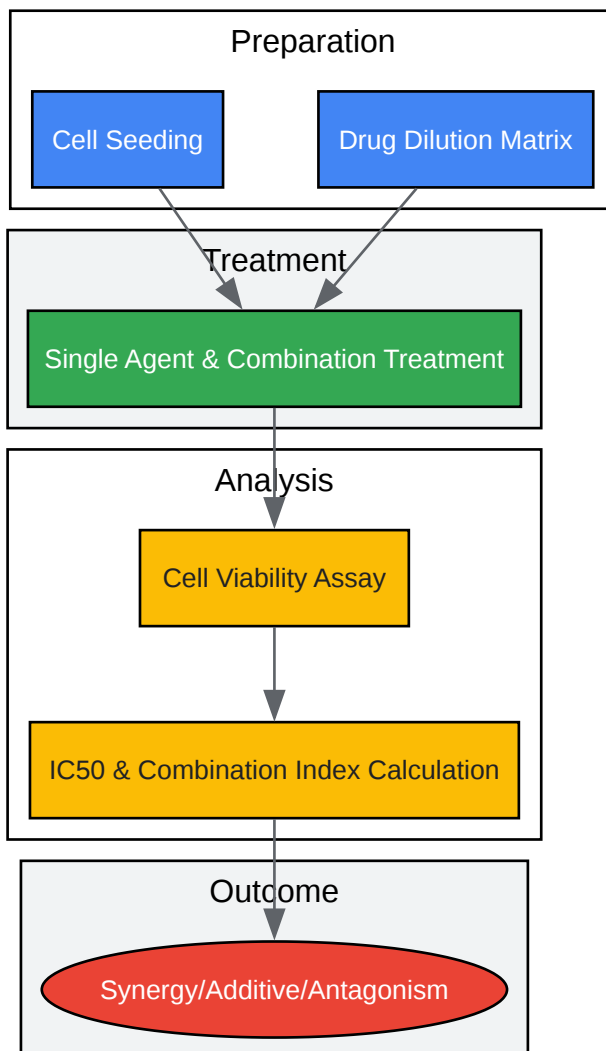 Preparation
Cell Seeding
Drug Dilution Matrix
Treatment
Single Agent & Combination Treatment
Analysis
Cell Viability Assay
IC50 & Combination Index Calculation
Outcome
Synergy/Additive/Antagonism